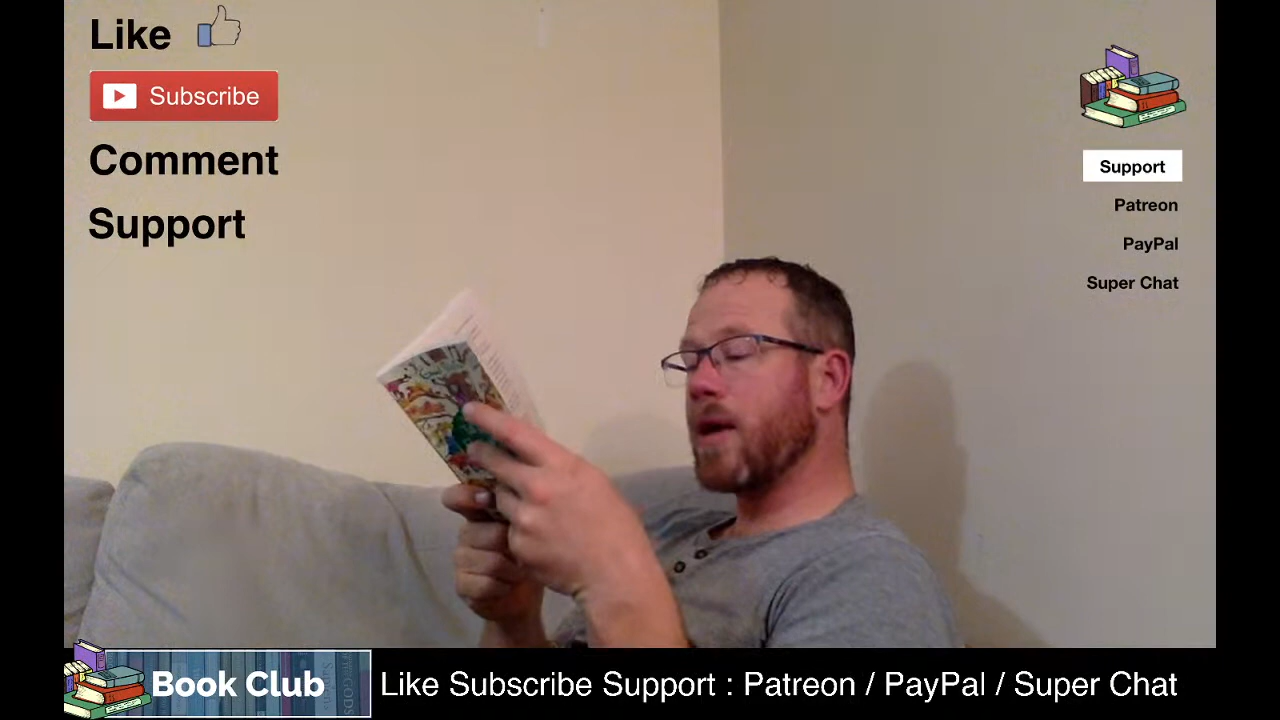 Like
Subscribe
Comment
Support
Support
Patreon
PayPal
Super Chat
Book Club
Like Subscribe Support : Patreon / PayPal / Super Chat